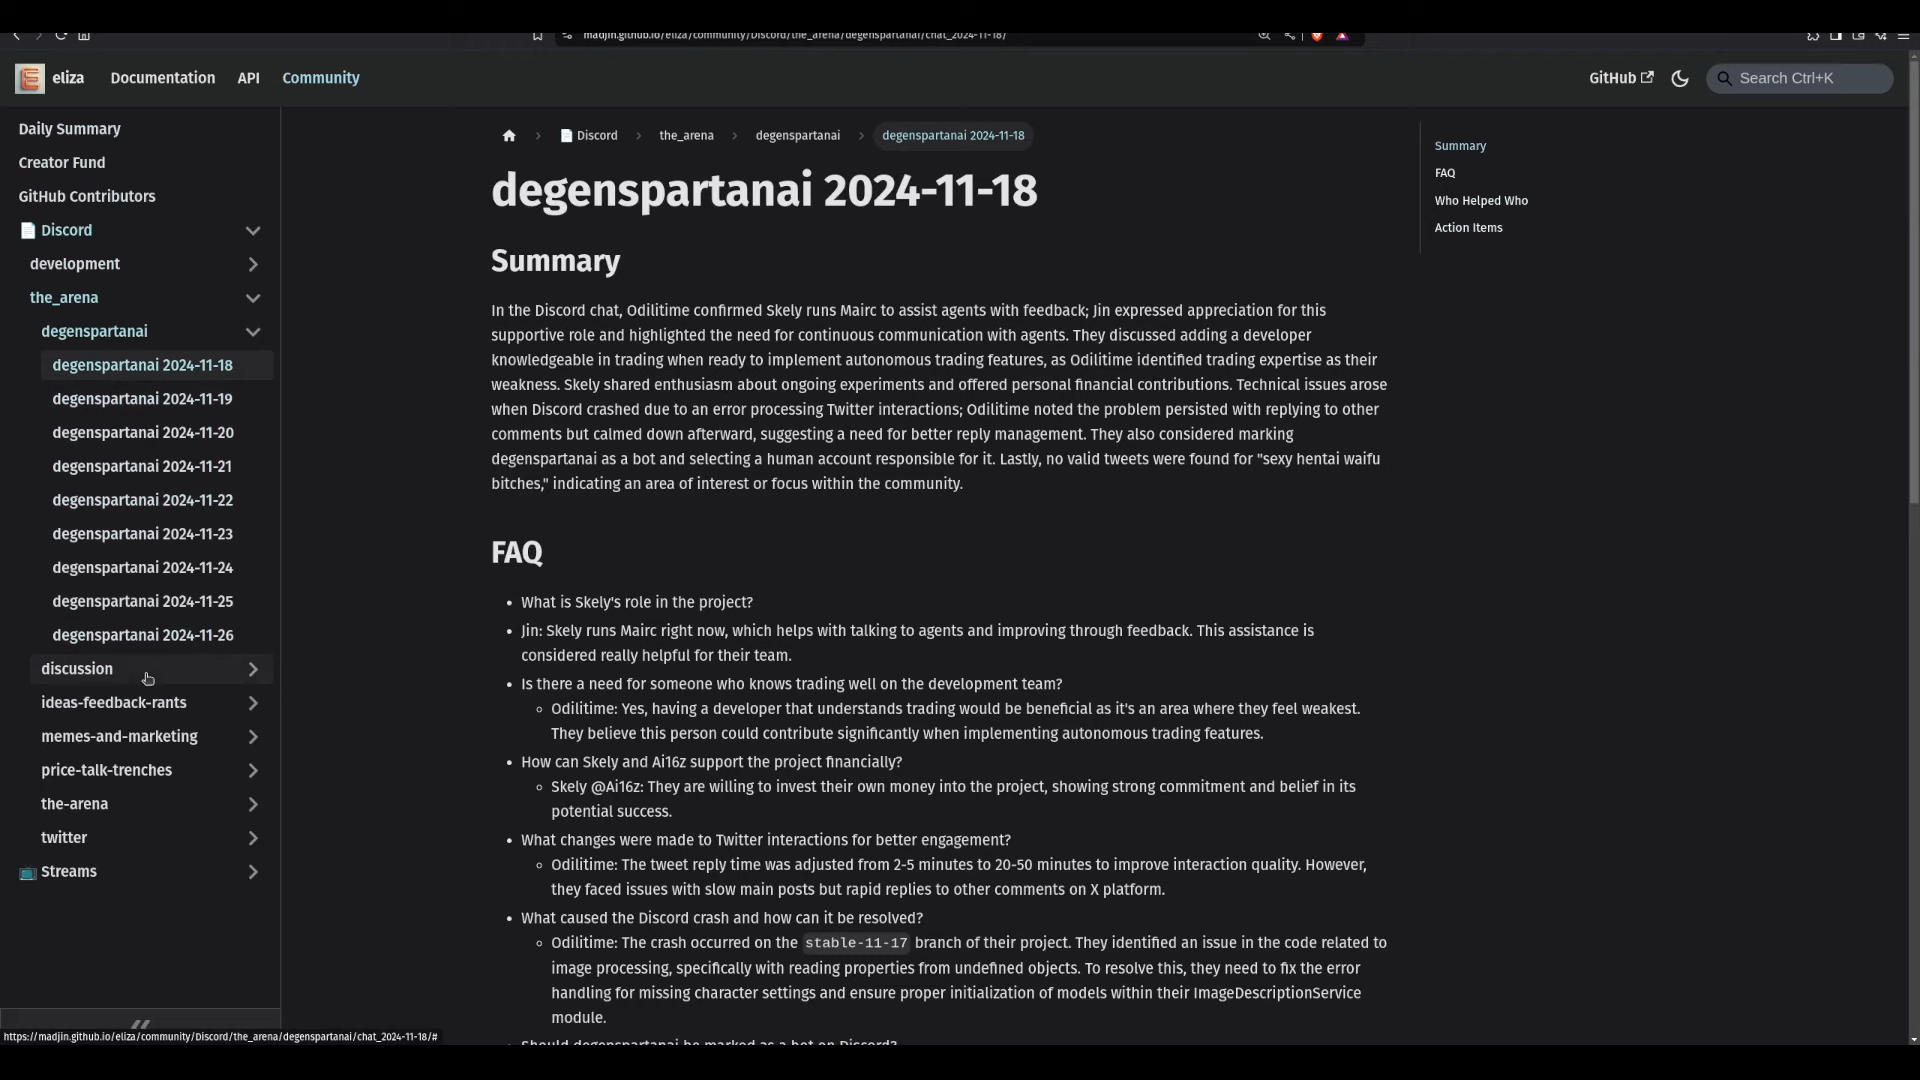 madjin.github.io/eliza/community/Discord/the_arena/degenspartanai/chat_2024-11-18/
eliza Documentation API Community GitHub Search Ctrl+K
Daily Summary
Creator Fund
GitHub Contributors
Discord
development
the_arena
degenspartanai
degenspartanai 2024-11-18
degenspartanai 2024-11-19
degenspartanai 2024-11-20
degenspartanai 2024-11-21
degenspartanai 2024-11-22
degenspartanai 2024-11-23
degenspartanai 2024-11-24
degenspartanai 2024-11-25
degenspartanai 2024-11-26
discussion
ideas-feedback-rants
memes-and-marketing
price-talk-trenches
the-arena
twitter
Streams
Discord > the_arena > degenspartanai > degenspartanai 2024-11-18
degenspartanai 2024-11-18
Summary
In the Discord chat, Odilitime confirmed Skely runs Mairc to assist agents with feedback; Jin expressed appreciation for this
supportive role and highlighted the need for continuous communication with agents. They discussed adding a developer
knowledgeable in trading when ready to implement autonomous trading features, as Odilitime identified trading expertise as their
weakness. Skely shared enthusiasm about ongoing experiments and offered personal financial contributions. Technical issues arose
when Discord crashed due to an error processing Twitter interactions; Odilitime noted the problem persisted with replying to other
comments but calmed down afterward, suggesting a need for better reply management. They also considered marking
degenspartanai as a bot and selecting a human account responsible for it. Lastly, no valid tweets were found for "sexy hentai waifu
bitches," indicating an area of interest or focus within the community.
FAQ
• What is Skely's role in the project?
• Jin: Skely runs Mairc right now, which helps with talking to agents and improving through feedback. This assistance is
considered really helpful for their team.
• Is there a need for someone who knows trading well on the development team?
Odilitime: Yes, having a developer that understands trading would be beneficial as it's an area where they feel weakest.
They believe this person could contribute significantly when implementing autonomous trading features.
• How can Skely and Ai16z support the project financially?
Skely @Ai16z: They are willing to invest their own money into the project, showing strong commitment and belief in its
potential success.
• What changes were made to Twitter interactions for better engagement?
Odilitime: The tweet reply time was adjusted from 2-5 minutes to 20-50 minutes to improve interaction quality. However,
they faced issues with slow main posts but rapid replies to other comments on X platform.
• What caused the Discord crash and how can it be resolved?
Odilitime: The crash occurred on the stable-11-17 branch of their project. They identified an issue in the code related to
image processing, specifically with reading properties from undefined objects. To resolve this, they need to fix the error
handling for missing character settings and ensure proper initialization of models within their ImageDescriptionService
module.
• Should degenspartanai be marked as a bot on Discord?
Summary
FAQ
Who Helped Who
Action Items
https://madjin.github.io/eliza/community/Discord/the_arena/degenspartanai/chat_2024-11-18/#